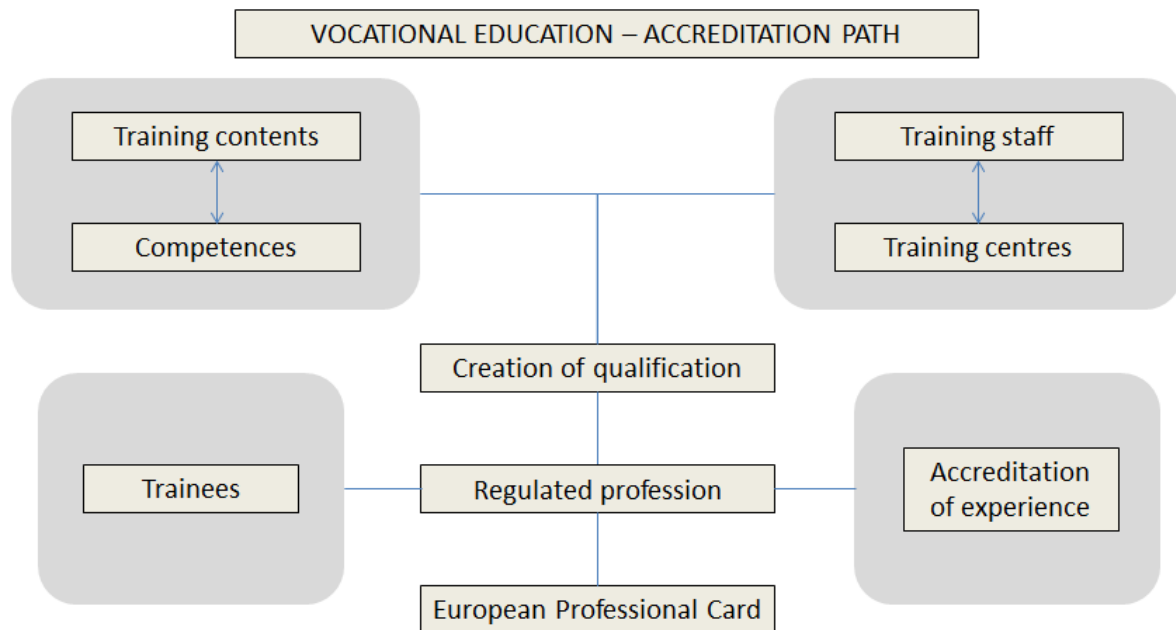 VOCATIONAL EDUCATION – ACCREDITATION PATH
Training contents
Competences
Training staff
Training centres
Creation of qualification
Trainees
Regulated profession
Accreditation
of experience
European Professional Card